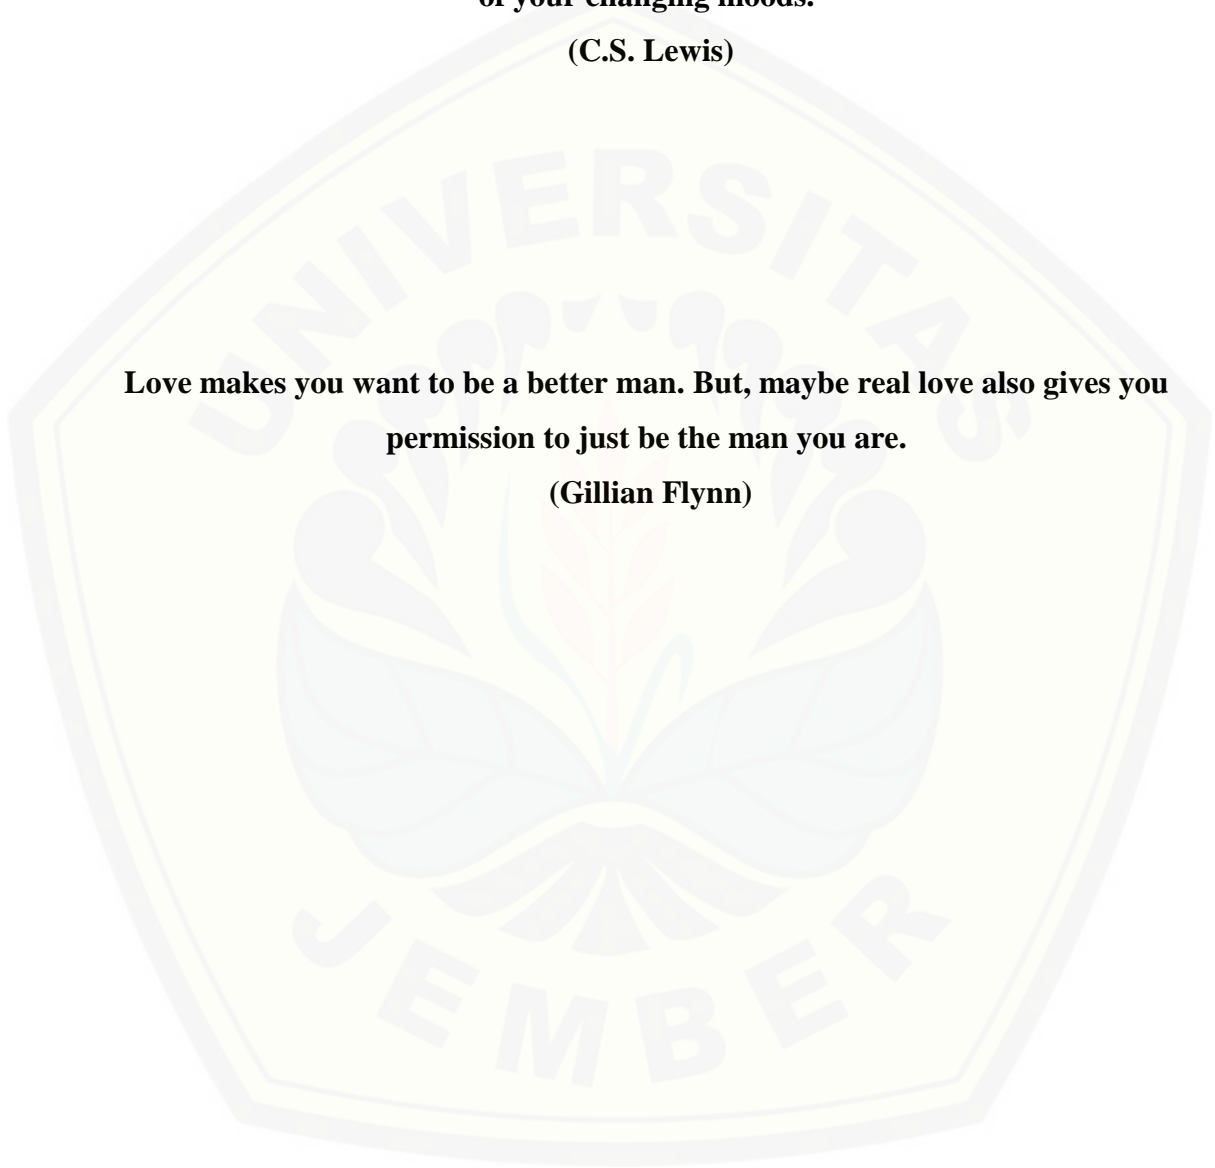 of your changing moods.
(C.S. Lewis)
UNIVERSITAS
Love makes you want to be a better man. But, maybe real love also gives you
permission to just be the man you are.
(Gillian Flynn)
JEMBER